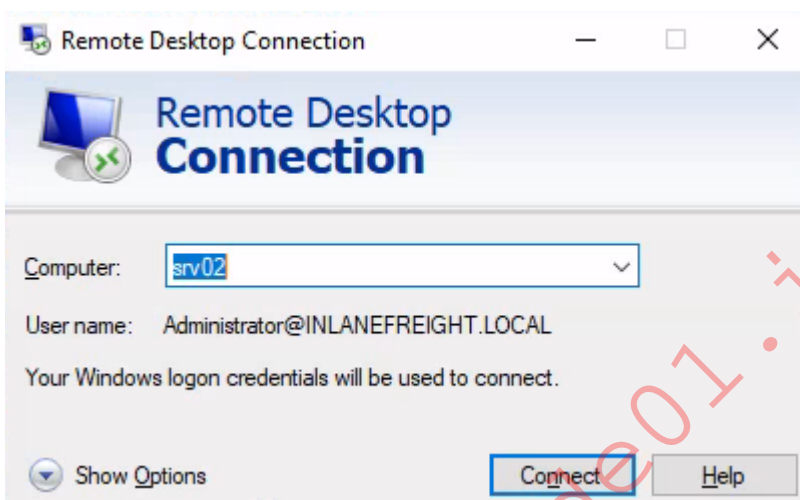 Remote Desktop Connection
Remote Desktop
Connection
Computer: srv02
User name: Administrator@INLANEFREIGHT.LOCAL
Your Windows logon credentials will be used to connect.
Show Options Connect Help